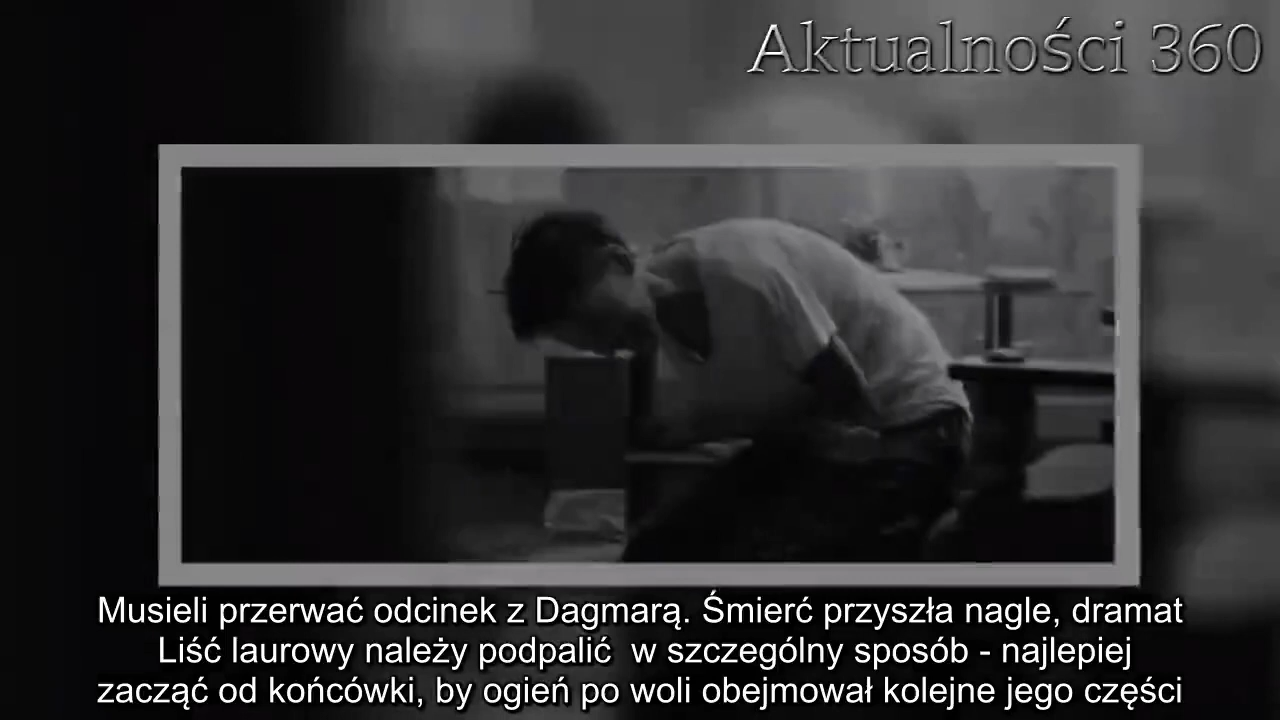 Aktualności 360
Musieli przerwać odcinek z Dagmarą. Śmierć przyszła nagle, dramat
Liść laurowy należy podpalić  w szczególny sposób - najlepiej
zacząć od końcówki, by ogień po woli obejmował kolejne jego części